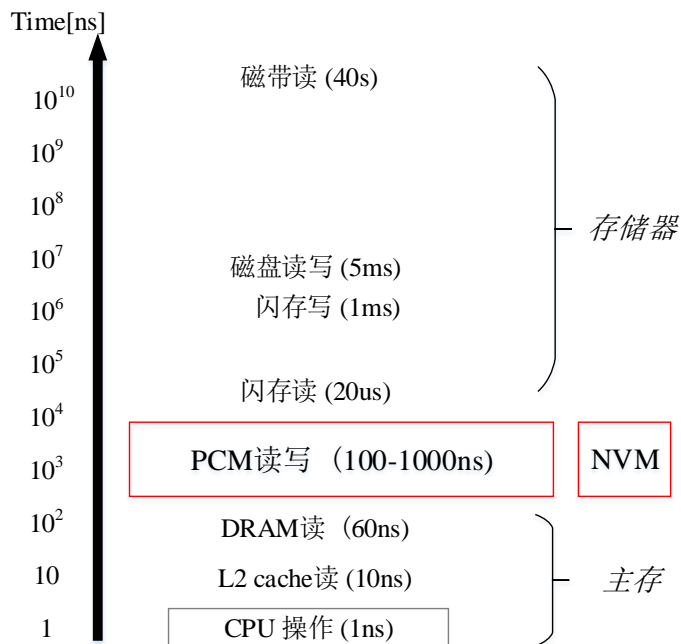 Time[ns]
磁带读 (40s)
10^10
10^9
10^8
存储器
10^7
磁盘读写 (5ms)
10^6
闪存写 (1ms)
10^5
闪存读 (20us)
10^4
PCM读写 （100-1000ns)
NVM
10^3
10^2
DRAM读 （60ns)
10
L2 cache读 (10ns)
主存
1
CPU 操作 (1ns)